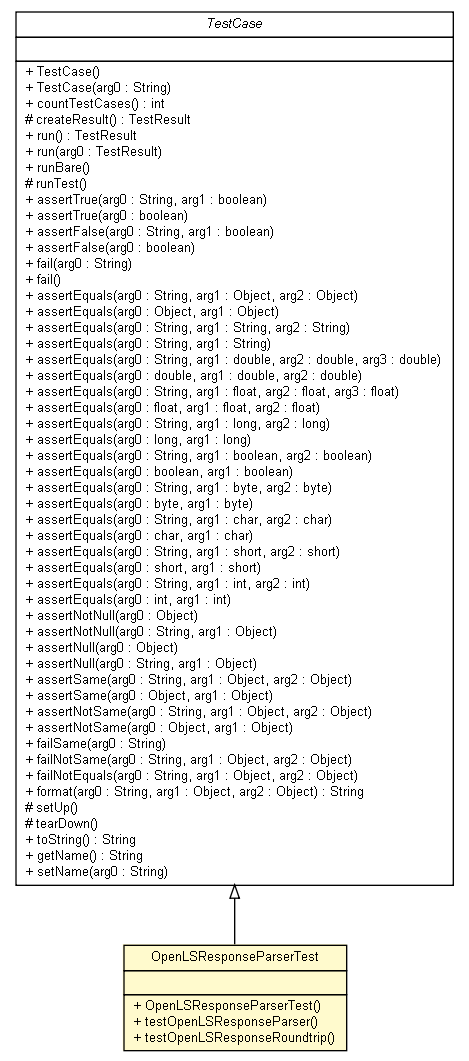 TestCase
+ TestCase()
+ TestCase(arg0 : String)
+ countTestCases() : int
# createResult() : TestResult
+ run() : TestResult
+ run(arg0 : TestResult)
+ runBare()
# runTest()
+ assertTrue(arg0 : String, arg1 : boolean)
+ assertTrue(arg0 : boolean)
+ assertFalse(arg0 : String, arg1 : boolean)
+ assertFalse(arg0 : boolean)
+ fail(arg0 : String)
+ fail()
+ assertEquals(arg0 : String, arg1 : Object, arg2 : Object)
+ assertEquals(arg0 : Object, arg1 : Object)
+ assertEquals(arg0 : String, arg1 : String, arg2 : String)
+ assertEquals(arg0 : String, arg1 : String)
+ assertEquals(arg0 : String, arg1 : double, arg2 : double, arg3 : double)
+ assertEquals(arg0 : double, arg1 : double, arg2 : double)
+ assertEquals(arg0 : String, arg1 : float, arg2 : float, arg3 : float)
+ assertEquals(arg0 : float, arg1 : float, arg2 : float)
+ assertEquals(arg0 : String, arg1 : long, arg2 : long)
+ assertEquals(arg0 : long, arg1 : long)
+ assertEquals(arg0 : String, arg1 : boolean, arg2 : boolean)
+ assertEquals(arg0 : boolean, arg1 : boolean)
+ assertEquals(arg0 : String, arg1 : byte, arg2 : byte)
+ assertEquals(arg0 : byte, arg1 : byte)
+ assertEquals(arg0 : String, arg1 : char, arg2 : char)
+ assertEquals(arg0 : char, arg1 : char)
+ assertEquals(arg0 : String, arg1 : short, arg2 : short)
+ assertEquals(arg0 : short, arg1 : short)
+ assertEquals(arg0 : String, arg1 : int, arg2 : int)
+ assertEquals(arg0 : int, arg1 : int)
+ assertNotNull(arg0 : Object)
+ assertNotNull(arg0 : String, arg1 : Object)
+ assertNull(arg0 : Object)
+ assertNull(arg0 : String, arg1 : Object)
+ assertSame(arg0 : String, arg1 : Object, arg2 : Object)
+ assertSame(arg0 : Object, arg1 : Object)
+ assertNotSame(arg0 : String, arg1 : Object, arg2 : Object)
+ assertNotSame(arg0 : Object, arg1 : Object)
+ failSame(arg0 : String)
+ failNotSame(arg0 : String, arg1 : Object, arg2 : Object)
+ failNotEquals(arg0 : String, arg1 : Object, arg2 : Object)
+ format(arg0 : String, arg1 : Object, arg2 : Object) : String
# setUp()
# tearDown()
+ toString() : String
+ getName() : String
+ setName(arg0 : String)
OpenLSResponseParserTest
+ OpenLSResponseParserTest()
+ testOpenLSResponseParser()
+ testOpenLSResponseRoundtrip()